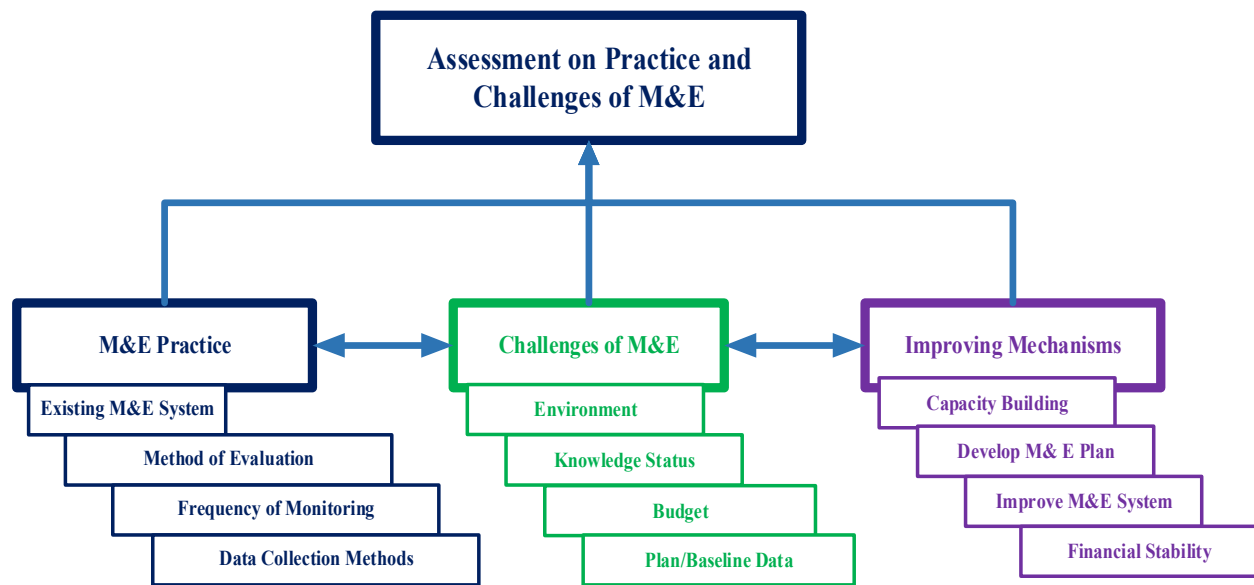 Assessment on Practice and
Challenges of M&E
M&E Practice
Existing M&E System
Method of Evaluation
Frequency of Monitoring
Data Collection Methods
Challenges of M&E
Environment
Knowledge Status
Budget
Plan/Baseline Data
Improving Mechanisms
Capacity Building
Develop M& E Plan
Improve M&E System
Financial Stability